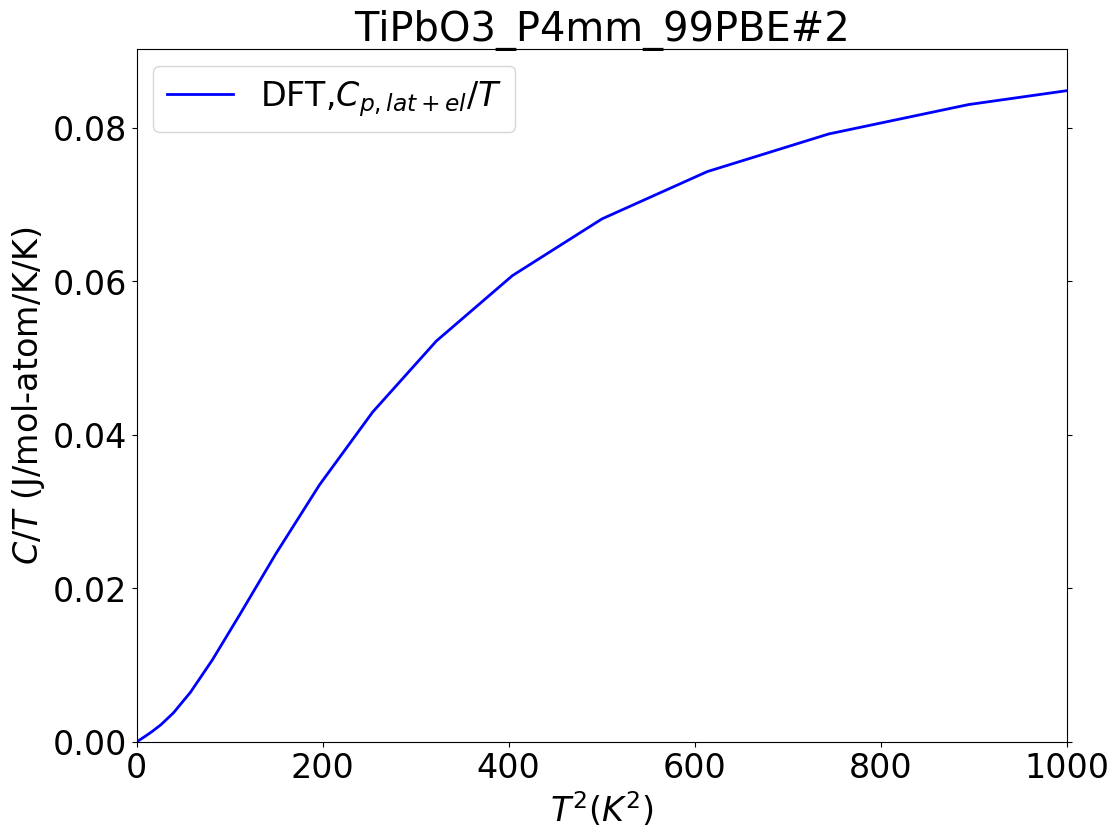 TiPbO3_P4mm_99PBE#2
DFT,$C_{p,lat+el}/T$
0.08
0.06
0.04
0.02
0.00
C/T (J/mol-atom/K/K)
0 200 400 600 800 1000
$T^2(K^2)$